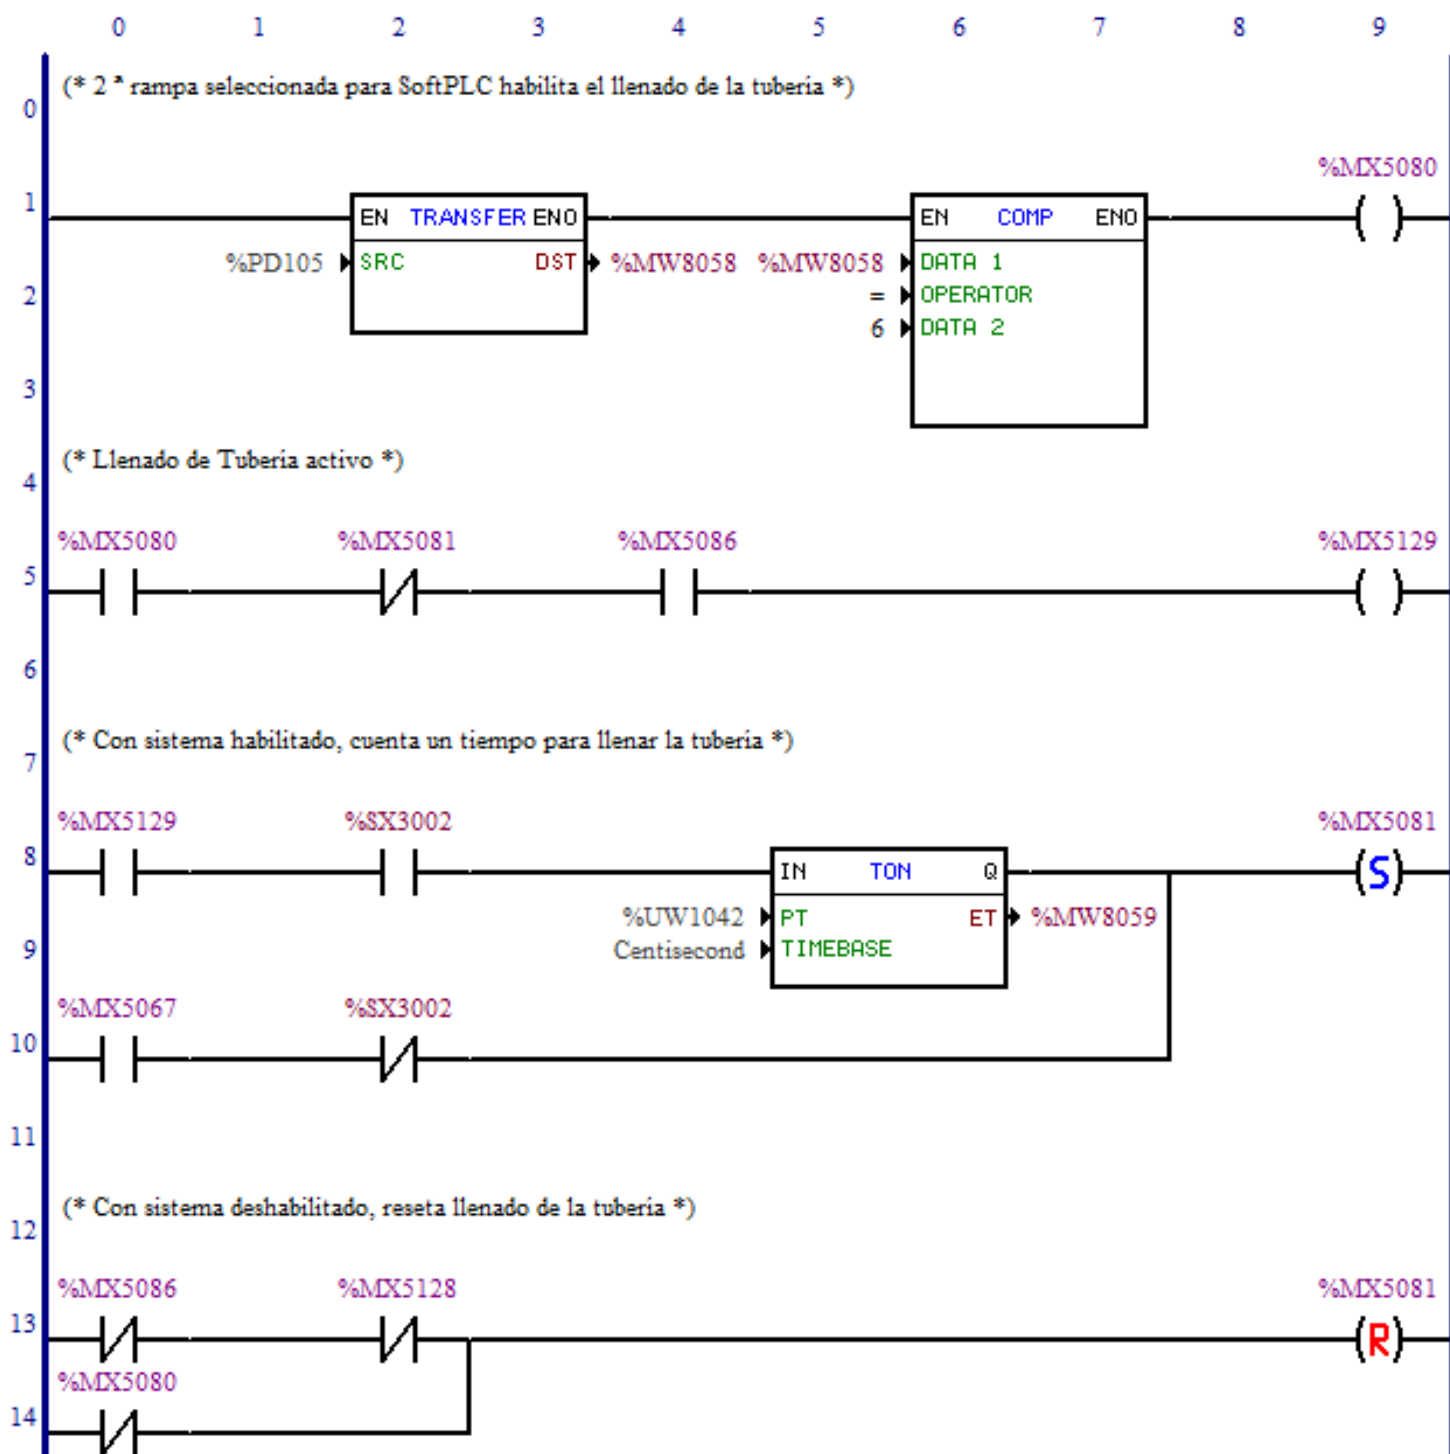 0 1 2 3 4 5 6 7 8 9
(* 2 ª rampa seleccionada para SoftPLC habilita el llenado de la tuberia *)
0
%MX5080
1
EN TRANSFER ENO
EN COMP ENO
%PD105 SRC DST %MW8058
%MW8058 DATA 1
2
= OPERATOR
6 DATA 2
3
(* Llenado de Tuberia activo *)
4
%MX5080 %MX5081 %MX5086 %MX5129
5
6
(* Con sistema habilitado, cuenta un tiempo para llenar la tuberia *)
7
%MX5129 %SX3002 %MX5081
8
IN TON Q
S
%UW1042 PT ET %MW8059
9
Centisecond TIMEBASE
%MX5067 %SX3002
10
11
(* Con sistema deshabilitado, reseta llenado de la tuberia *)
12
%MX5086 %MX5128 %MX5081
13
R
%MX5080
14